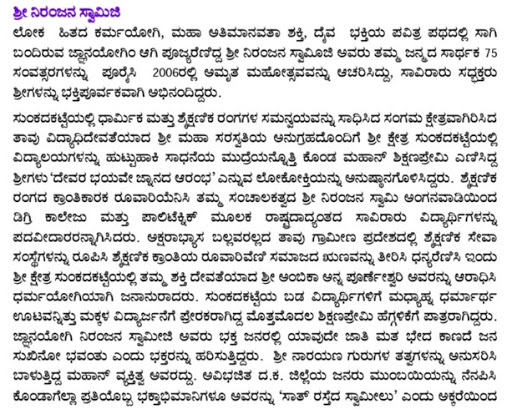 ಶ್ರೀ ನಿರಂಜನ ಸ್ವಾಮೀಜಿ
ಲೋಕ ಹಿತದ ಕರ್ಮಯೋಗಿ, ಮಹಾ ಅತಿಮಾನವತಾ ಶಕ್ತಿ, ದೈವ ಭಕ್ತಿಯ ಪವಿತ್ರ ಪಥದಲ್ಲಿ ಸಾಗಿ
ಬಂದಿರುವ ಜ್ಞಾನಯೋಗಿಂ ಆಗಿ ಪೂಜ್ಯರೆಣಿದ್ದ ಶ್ರೀ ನಿರಂಜನ ಸ್ವಾಮೂಜಿ ಅವರು ತಮ್ಮ ಜನ್ಮದ ಸಾರ್ಥಕ 75
ಸಂವತ್ಸರಗಳನ್ನು ಪೂರೈಸಿ 2006ರಲ್ಲಿ ಅಮೃತ ಮಹೋತ್ಸವವನ್ನು ಆಚರಿಸಿದ್ದು, ಸಾವಿರಾರು ಸದ್ಭಕ್ತರು
ಶ್ರೀಗಳನ್ನು ಭಕ್ತಿಪೂರ್ವಕವಾಗಿ ಅಭಿನಂದಿದ್ದರು.
ಸುಂಕದಕಟ್ಟೆಯಲ್ಲಿ ಧಾರ್ಮಿಕ ಮತ್ತು ಶೈಕ್ಷಣಿಕ ರಂಗಗಳ ಸಮನ್ವಯವನ್ನು ಸಾಧಿಸಿದ ಸಂಗಮ ಕ್ಷೇತ್ರವಾಗಿರಿಸಿದ
ತಾವು ವಿದ್ಯಾಧಿದೇವತೆಯಾದ ಶ್ರೀ ಮಹಾ ಸರಸ್ವತಿಯ ಅನುಗ್ರಹದೊಂದಿಗೆ ಶ್ರೀ ಕ್ಷೇತ್ರ ಸುಂಕದಕಟ್ಟೆಯಲ್ಲಿ
ವಿದ್ಯಾಲಯಗಳನ್ನು ಹುಟ್ಟುಹಾಕಿ ಸಾಧನೆಯ ಮುದ್ರೆಯನ್ನೊತ್ತಿ ಕೊಂಡ ಮಹಾನ್ ಶಿಕ್ಷಣಪ್ರೇಮಿ ಎಣಿಸಿದ್ದ
ಶ್ರೀಗಳು ‘ದೇವರ ಭಯವೇ ಜ್ನಾನದ ಆರಂಭ’ ಎನ್ನುವ ಲೋಕೋಕ್ತಿಯನ್ನು ಅನುಷ್ಠಾನಗೊಳಿಸಿದ್ದರು. ಶೈಕ್ಷಣಿಕ
ರಂಗದ ಕ್ರಾಂತಿಕಾರಕ ರೂವಾರಿಯೆನಿಸಿ ತಮ್ಮ ಸಂಚಾಲಕತ್ವದ ಶ್ರೀ ನಿರಂಜನ ಸ್ವಾಮಿ ಅಂಗನವಾಡಿಯಿಂದ
ಡಿಗ್ರಿ ಕಾಲೇಜು ಮತ್ತು ಪಾಲಿಟೆಕ್ನಿಕ್ ಮೂಲಕ ರಾಷ್ಟ್ರದಾದ್ಯಂತದ ಸಾವಿರಾರು ವಿದ್ಯಾರ್ಥಿಗಳನ್ನು
ಪದವೀದಾರರನ್ನಾಗಿಸಿದರು. ಅಕ್ಷರಾಭ್ಯಾಸ ಬಲ್ಲವರಲ್ಲದ ತಾವು ಗ್ರಾಮೀಣ ಪ್ರದೇಶದಲ್ಲಿ ಶೈಕ್ಷಣಿಕ ಸೇವಾ
ಸಂಸ್ಥೆಗಳನ್ನು ರೂಪಿಸಿ ಶೈಕ್ಷಣಿಕ ಕ್ರಾಂತಿಯ ರೂವಾರಿವೆಣಿ ಸಮಾಜದ ಋಣವನ್ನು ತೀರಿಸಿ ಧನ್ಯರೆಣಿಸಿ ಇಂದು
ಶ್ರೀ ಕ್ಷೇತ್ರ ಸುಂಕದಕಟ್ಟೆಯಲ್ಲಿ ತಮ್ಮ ಶಕ್ತಿ ದೇವತೆಯಾದ ಶ್ರೀ ಅಂಬಿಕಾ ಅನ್ನ ಪೂರ್ಣೇಶ್ವರಿ ಅವರನ್ನು ಆರಾಧಿಸಿ
ಧರ್ಮಯೋಗಿಯಾಗಿ ಜನಾನುರಾದರು. ಸುಂಕದಕಟ್ಟೆಯ ಬಡ ವಿದ್ಯಾರ್ಥಿಗಳಿಗೆ ಮಧ್ಯಾಹ್ನ ಧರ್ಮಾರ್ಥ
ಊಟವನ್ನಿತ್ತು ಮಕ್ಕಳ ವಿದ್ಯಾರ್ಜನೆಗೆ ಪ್ರೇರಕರಾಗಿದ್ದ ಮೊತ್ತಮೊದಲ ಶಿಕ್ಷಣಪ್ರೇಮಿ ಹೆಗ್ಗಳಿಕೆಗೆ ಪಾತ್ರರಾಗಿದ್ದರು.
ಜ್ಞಾನಯೋಗಿ ನಿರಂಜನ ಸ್ವಾಮೀಜಿ ಅವರು ಭಕ್ತ ಜನರಲ್ಲಿ ಯಾವುದೇ ಜಾತಿ ಮತ ಭೇದ ಕಾಣದೆ ಜನ
ಸುಖಿನೋ ಭವಂತು ಎಂದು ಭಕ್ತರನ್ನು ಹರಿಸುತ್ತಿದ್ದರು. ಶ್ರೀ ನಾರಯಣ ಗುರುಗಳ ತತ್ವಗಳನ್ನು ಅನುಸರಿಸಿ
ಬಾಳುತ್ತಿದ್ದ ಮಹಾನ್ ವ್ಯಕ್ತಿತ್ವ ಅವರದ್ದು. ಅವಿಭಜಿತ ದ.ಕ. ಜಿಲ್ಲೆಯ ಜನರು ಮುಂಬಯಿಯನ್ನು ನೆನಪಿಸಿ
ಕೊಂಡಾಗೆಲ್ಲಾ ಪ್ರತಿಯೊಬ್ಬ ಭಕ್ತಾಭಿಮಾನಿಗಳೂ ಅವರನ್ನು ‘ಸಾತ್ ರಸ್ತೆದ ಸ್ವಾಮೀಲು’ ಎಂದು ಅಕ್ಕರೆಯಿಂದ